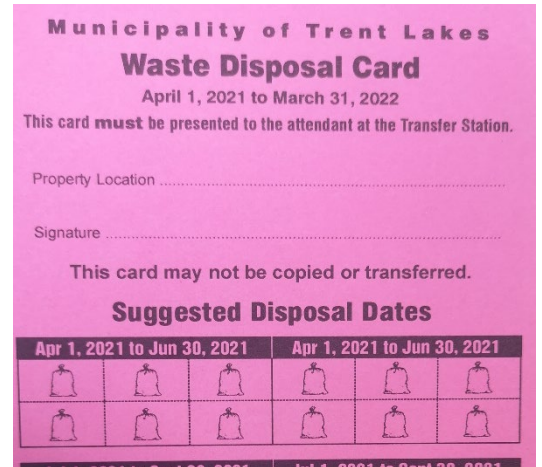 Municipality of Trent Lakes
Waste Disposal Card
April 1, 2021 to March 31, 2022
This card must be presented to the attendant at the Transfer Station.
Property Location ...............................................................................
Signature ...............................................................................
This card may not be copied or transferred.
Suggested Disposal Dates
Apr 1, 2021 to Jun 30, 2021 Apr 1, 2021 to Jun 30, 2021